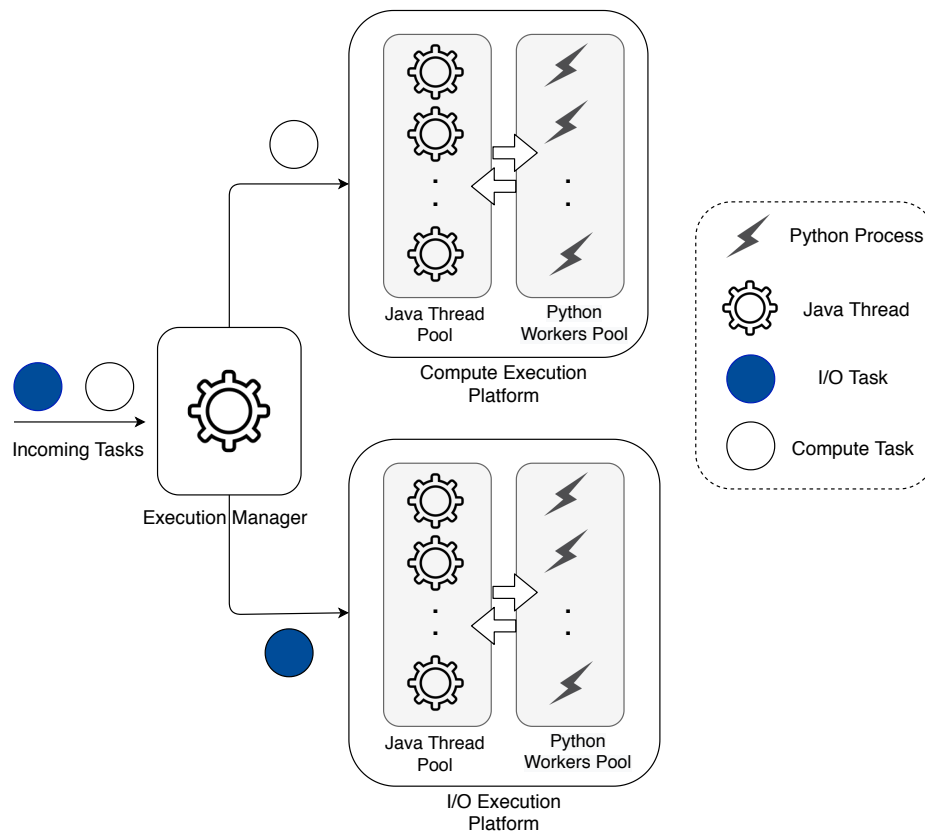 Java Thread
Pool
Python
Workers Pool
Compute Execution
Platform
Incoming Tasks
Execution Manager
Java Thread
Pool
Python
Workers Pool
I/O Execution
Platform
Python Process
Java Thread
I/O Task
Compute Task